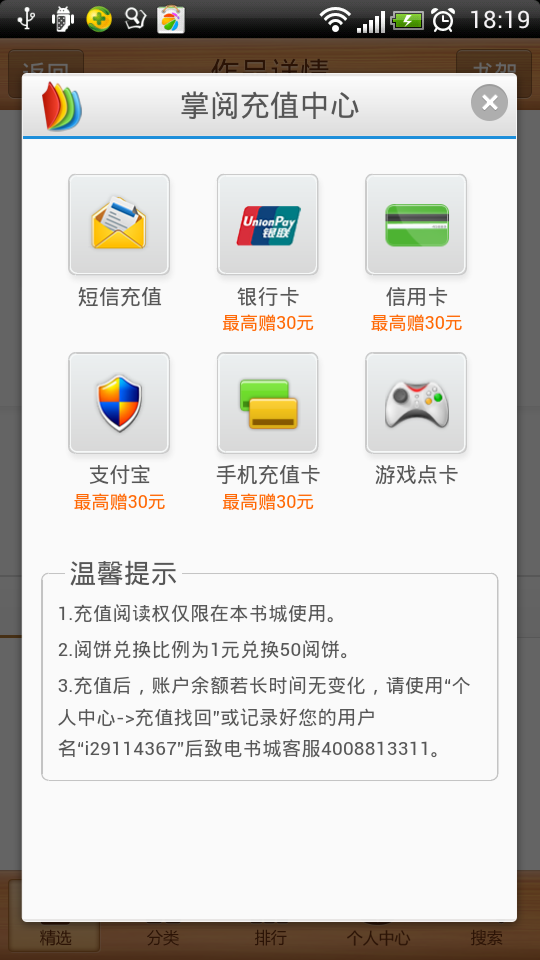 18:19
返回
作品详情
书架
掌阅充值中心
UnionPay
银联
短信充值
银行卡
信用卡
最高赠30元
最高赠30元
支付宝
手机充值卡
游戏点卡
最高赠30元
最高赠30元
温馨提示
1.充值阅读权仅限在本书城使用。
2.阅饼兑换比例为1元兑换50阅饼。
3.充值后，账户余额若长时间无变化，请使用“个
人中心->充值找回”或记录好您的用户
名“i29114367”后致电书城客服4008813311。
精选
分类
排行
个人中心
搜索